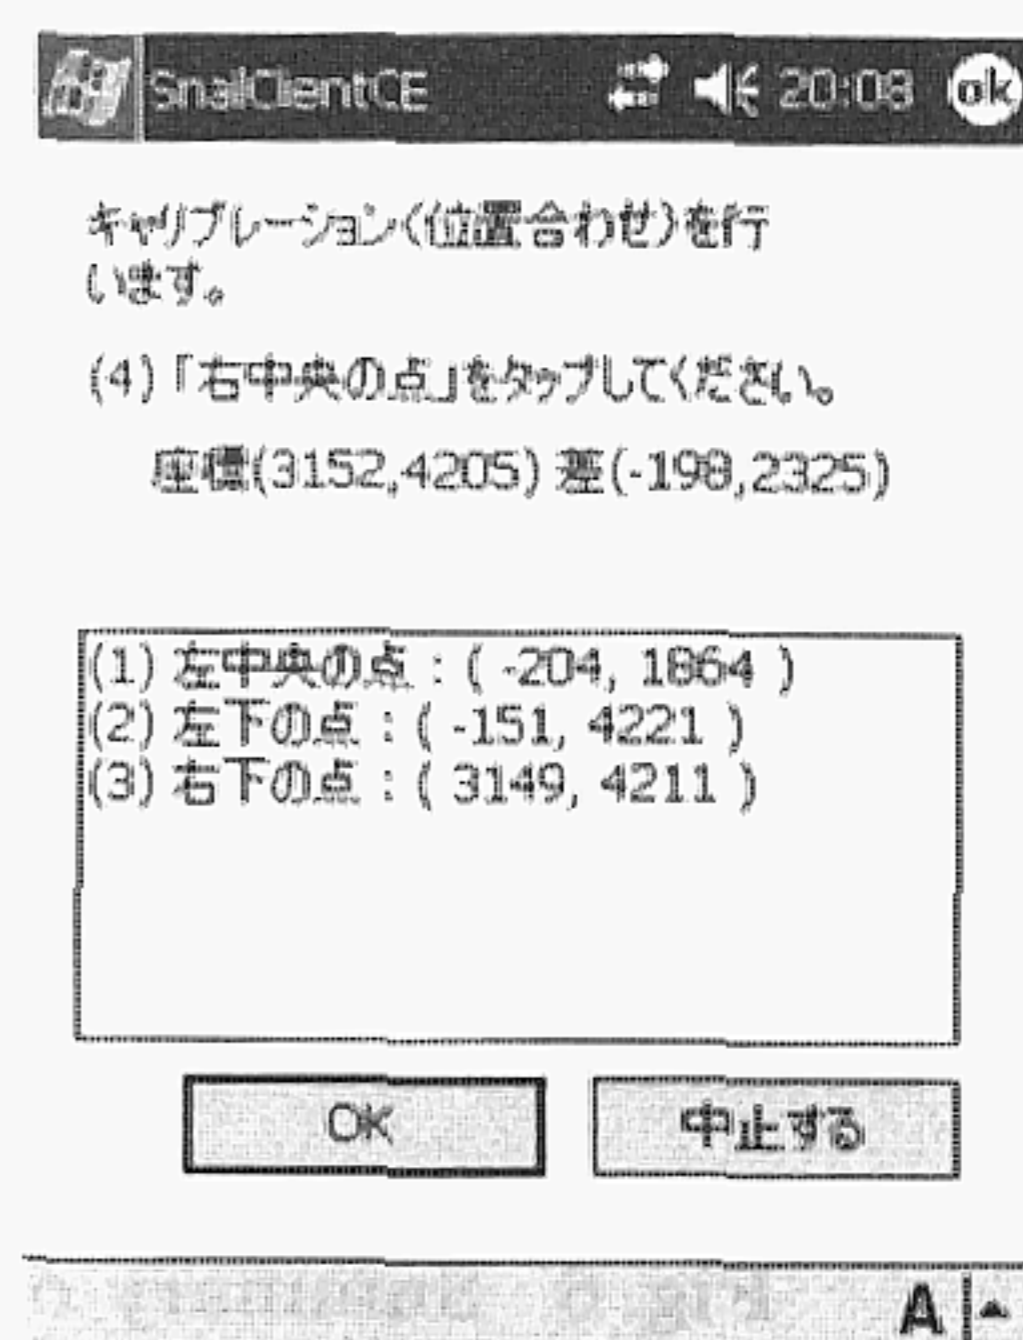 SnalClientCE 20:08 ok
キャリブレーション(位置合わせ)を行
います。
(4)「右中央の点」をタップしてください。
座標(3152,4205) 差(-198,2325)
(1) 左中央の点 : ( -204, 1864 )
(2) 左下の点 : ( -151, 4221 )
(3) 右下の点 : ( 3149, 4211 )
OK 中止する
A